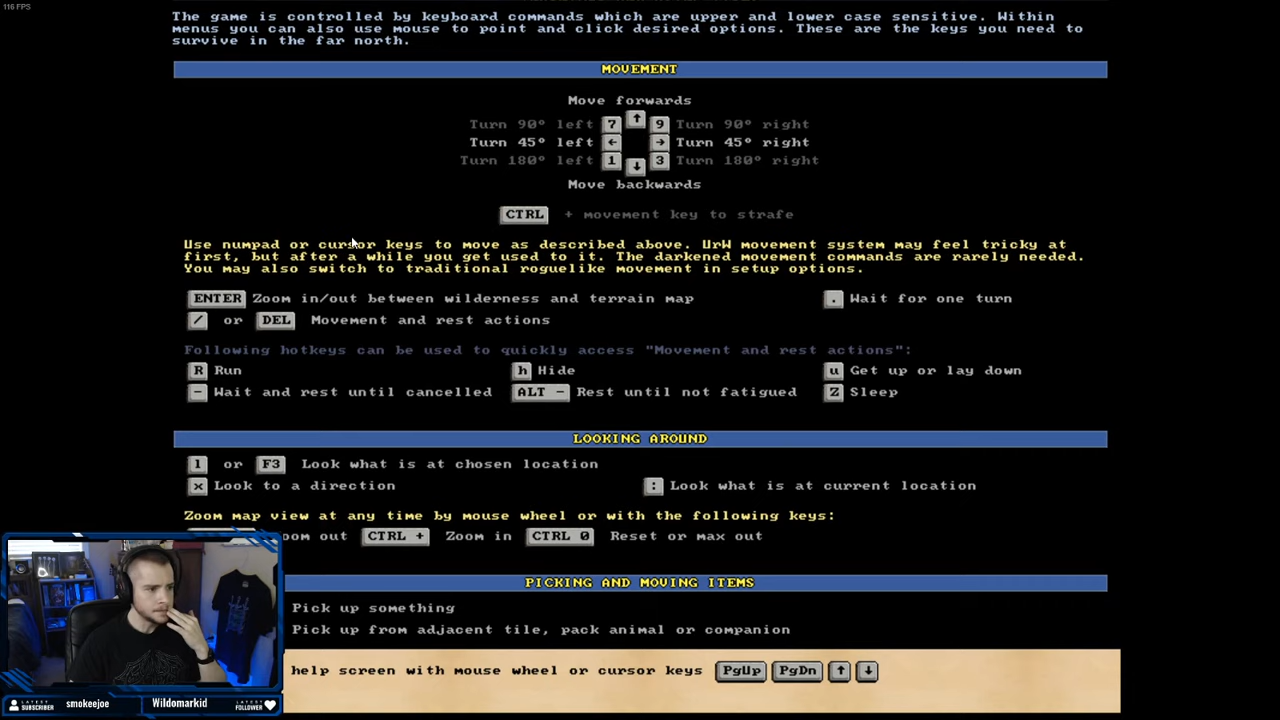 116 FPS
The game is controlled by keyboard commands which are upper and lower case sensitive. Within
menus you can also use mouse to point and click desired options. These are the keys you need to
survive in the far north.
MOVEMENT
Move forwards
Turn 90° left 7 ↑ 9 Turn 90° right
Turn 45° left ← → Turn 45° right
Turn 180° left 1 ↓ 3 Turn 180° right
Move backwards
CTRL + movement key to strafe
Use numpad or cursor keys to move as described above. UrW movement system may feel tricky at
first, but after a while you get used to it. The darkened movement commands are rarely needed.
You may also switch to traditional roguelike movement in setup options.
ENTER Zoom in/out between wilderness and terrain map . Wait for one turn
/ or DEL Movement and rest actions
Following hotkeys can be used to quickly access "Movement and rest actions":
R Run h Hide u Get up or lay down
- Wait and rest until cancelled ALT - Rest until not fatigued Z Sleep
LOOKING AROUND
l or F3 Look what is at chosen location
x Look to a direction : Look what is at current location
Zoom map view at any time by mouse wheel or with the following keys:
out CTRL + Zoom in CTRL 0 Reset or max out
PICKING AND MOVING ITEMS
Pick up something
Pick up from adjacent tile, pack animal or companion
help screen with mouse wheel or cursor keys PgUp PgDn ↑ ↓
LATEST SUBSCRIBER smokeejoe Wildomarkid LATEST FOLLOWER